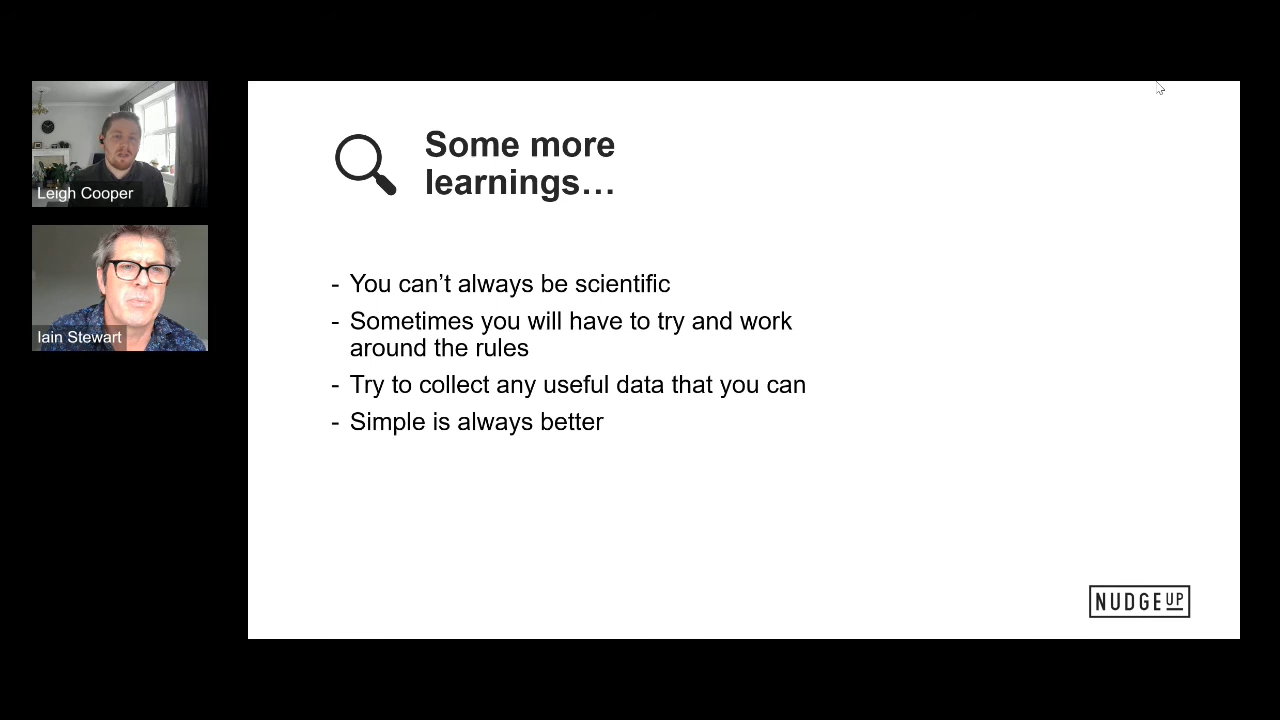 Leigh Cooper
Iain Stewart
Some more
learnings…
- You can’t always be scientific
- Sometimes you will have to try and work
around the rules
- Try to collect any useful data that you can
- Simple is always better
NUDGE UP